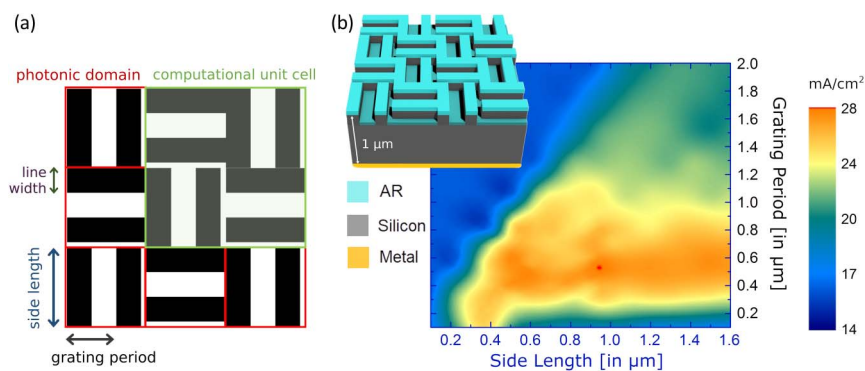 (a)
photonic domain
computational unit cell
line
width
side length
grating period
(b)
1 μm
AR
Silicon
Metal
2.0
1.8
1.6
1.4
1.2
1.0
0.8
0.6
0.4
0.2
Grating Period [in μm]
0.2 0.4 0.6 0.8 1.0 1.2 1.4 1.6
Side Length [in μm]
mA/cm²
28
26
24
23
20
17
14